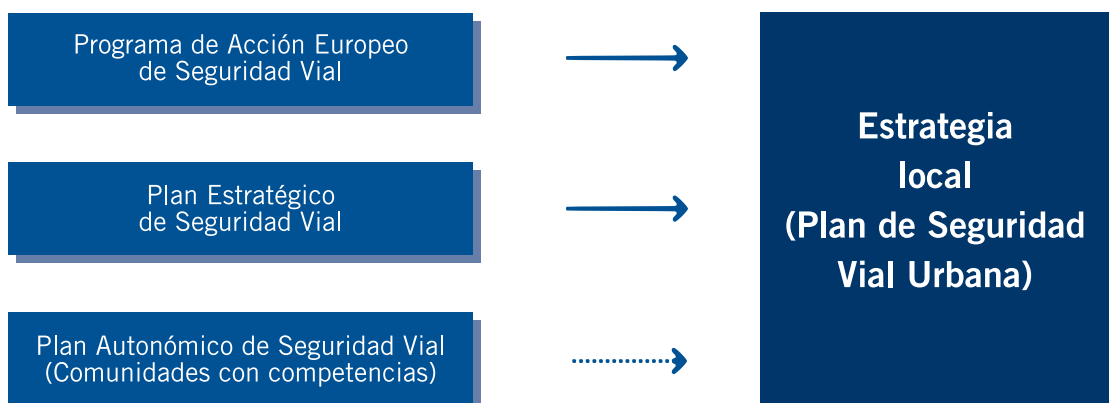 Programa de Acción Europeo
de Seguridad Vial
Plan Estratégico
de Seguridad Vial
Plan Autonómico de Seguridad Vial
(Comunidades con competencias)
Estrategia
local
(Plan de Seguridad
Vial Urbana)